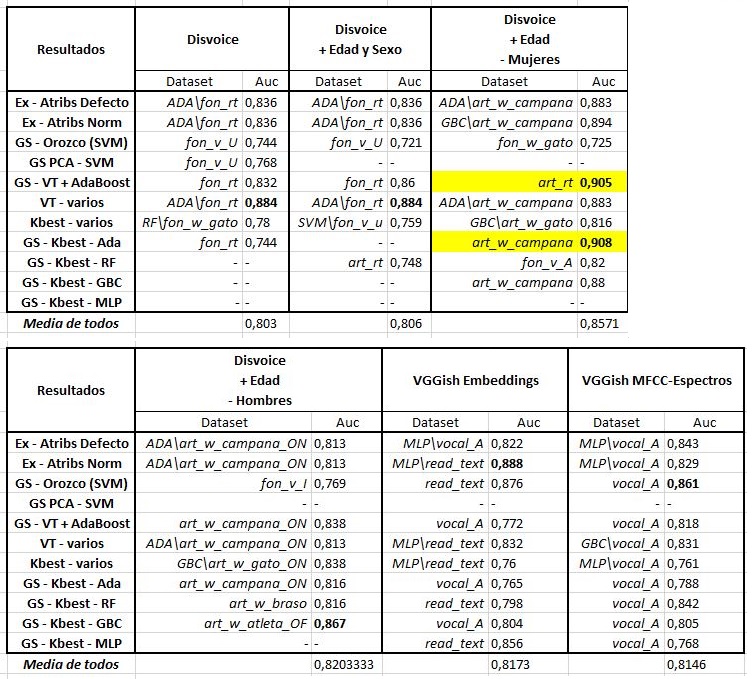 Resultados Disvoice Disvoice + Edad y Sexo Disvoice + Edad - Mujeres
Dataset Auc Dataset Auc Dataset Auc
Ex - Atribs Defecto ADA\fon_rt 0,836 ADA\fon_rt 0,836 ADA\art_w_campana 0,883
Ex - Atribs Norm ADA\fon_rt 0,836 ADA\fon_rt 0,836 GBC\art_w_campana 0,894
GS - Orozco (SVM) fon_v_U 0,744 fon_v_U 0,721 fon_w_gato 0,725
GS PCA - SVM fon_v_U 0,768 - - - -
GS - VT + AdaBoost fon_rt 0,832 fon_rt 0,86 art_rt 0,905
VT - varios ADA\fon_rt 0,884 ADA\fon_rt 0,884 ADA\art_w_campana 0,883
Kbest - varios RF\fon_w_gato 0,78 SVM\fon_v_u 0,759 GBC\art_w_gato 0,816
GS - Kbest - Ada fon_rt 0,744 - - art_w_campana 0,908
GS - Kbest - RF - - art_rt 0,748 fon_v_A 0,82
GS - Kbest - GBC - - - - art_w_campana 0,88
GS - Kbest - MLP - - - - - -
Media de todos 0,803 0,806 0,8571
Resultados Disvoice + Edad - Hombres VGGish Embeddings VGGish MFCC-Espectros
Dataset Auc Dataset Auc Dataset Auc
Ex - Atribs Defecto ADA\art_w_campana_ON 0,813 MLP\vocal_A 0,822 MLP\vocal_A 0,843
Ex - Atribs Norm ADA\art_w_campana_ON 0,813 MLP\read_text 0,888 MLP\vocal_A 0,829
GS - Orozco (SVM) fon_v_I 0,769 read_text 0,876 vocal_A 0,861
GS PCA - SVM - - - - - -
GS - VT + AdaBoost art_w_campana_ON 0,838 vocal_A 0,772 vocal_A 0,818
VT - varios ADA\art_w_campana_ON 0,813 MLP\read_text 0,832 GBC\vocal_A 0,831
Kbest - varios GBC\art_w_gato_ON 0,838 MLP\read_text 0,76 MLP\vocal_A 0,761
GS - Kbest - Ada art_w_campana_ON 0,816 vocal_A 0,765 vocal_A 0,788
GS - Kbest - RF art_w_braso 0,816 read_text 0,798 vocal_A 0,842
GS - Kbest - GBC art_w_atleta_OF 0,867 vocal_A 0,804 vocal_A 0,805
GS - Kbest - MLP - - read_text 0,856 vocal_A 0,768
Media de todos 0,8203333 0,8173 0,8146